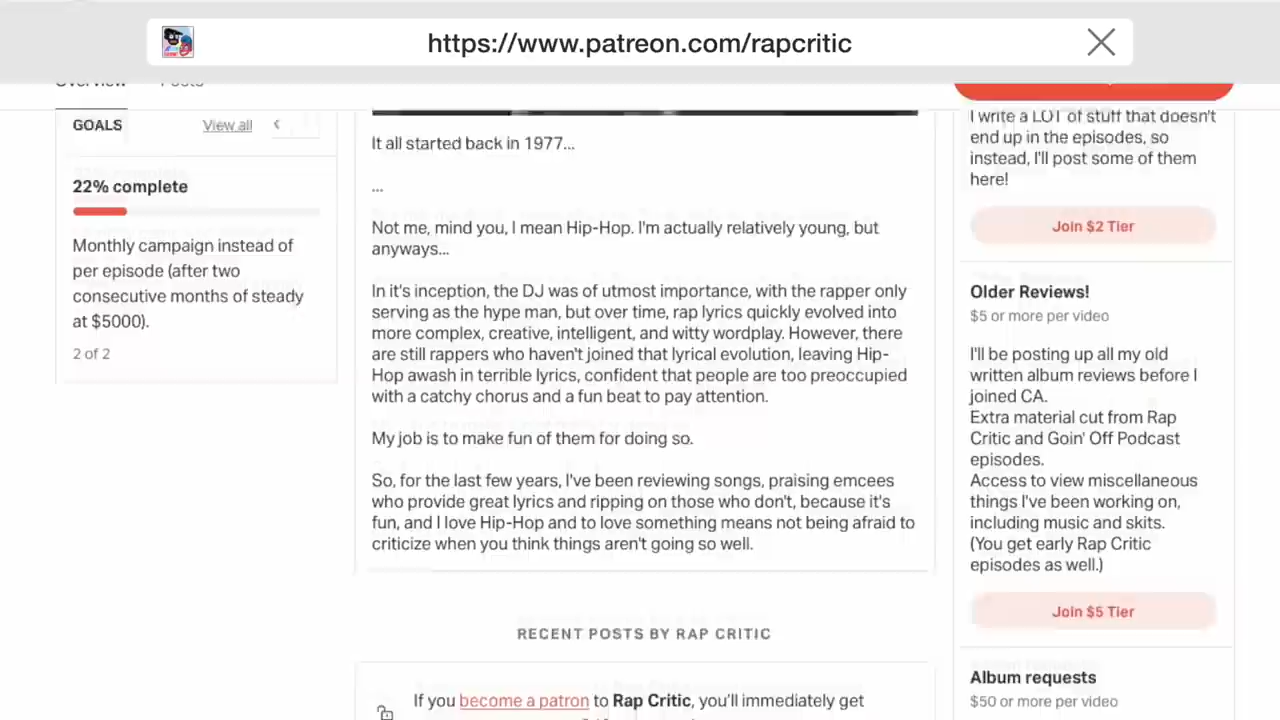 https://www.patreon.com/rapcritic
Overview Posts
GOALS View all
22% complete
Monthly campaign instead of
per episode (after two
consecutive months of steady
at $5000).
2 of 2
It all started back in 1977...
...
Not me, mind you, I mean Hip-Hop. I'm actually relatively young, but
anyways...
In it's inception, the DJ was of utmost importance, with the rapper only
serving as the hype man, but over time, rap lyrics quickly evolved into
more complex, creative, intelligent, and witty wordplay. However, there
are still rappers who haven't joined that lyrical evolution, leaving Hip-
Hop awash in terrible lyrics, confident that people are too preoccupied
with a catchy chorus and a fun beat to pay attention.
My job is to make fun of them for doing so.
So, for the last few years, I've been reviewing songs, praising emcees
who provide great lyrics and ripping on those who don't, because it's
fun, and I love Hip-Hop and to love something means not being afraid to
criticize when you think things aren't going so well.
RECENT POSTS BY RAP CRITIC
If you become a patron to Rap Critic, you'll immediately get
I write a LOT of stuff that doesn't
end up in the episodes, so
instead, I'll post some of them
here!
Join $2 Tier
Older Reviews!
$5 or more per video
I'll be posting up all my old
written album reviews before I
joined CA.
Extra material cut from Rap
Critic and Goin' Off Podcast
episodes.
Access to view miscellaneous
things I've been working on,
including music and skits.
(You get early Rap Critic
episodes as well.)
Join $5 Tier
Album requests
$50 or more per video